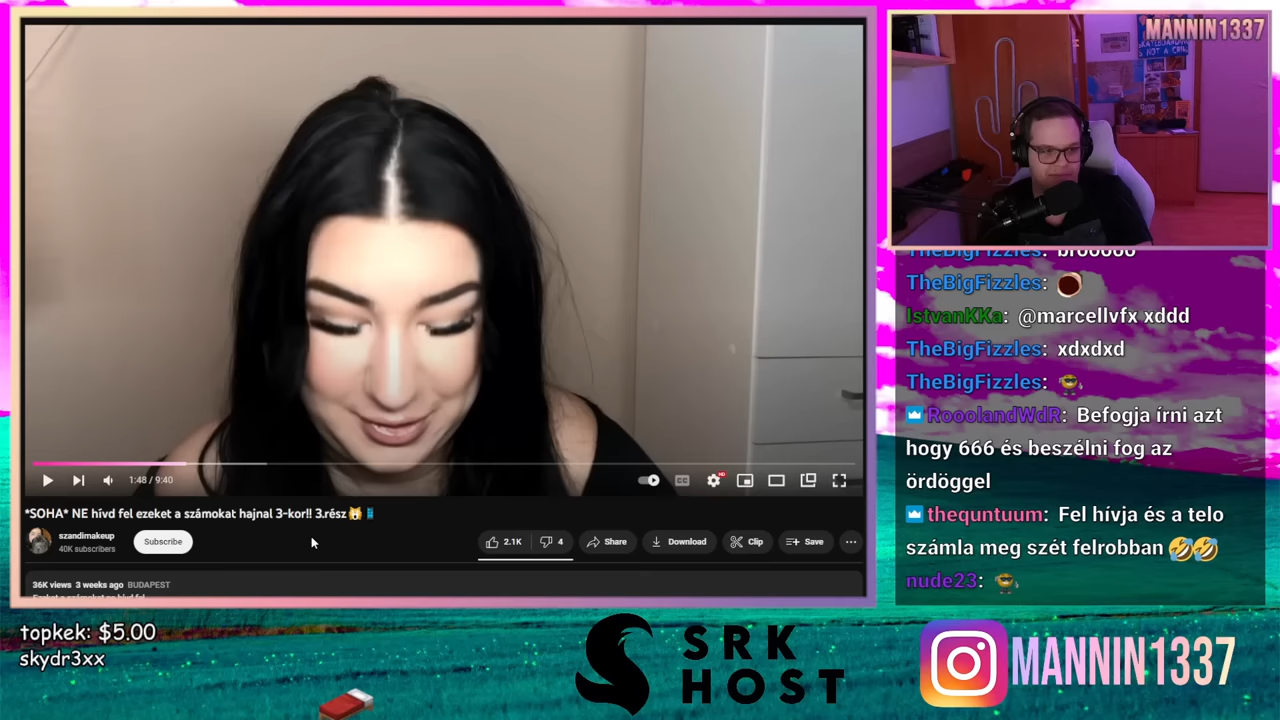 MANNIN1337
1:48 / 9:40
CC
HD
*SOHA* NE hívd fel ezeket a számokat hajnal 3-kor!! 3.rész
szandimakeup
40K subscribers
Subscribe
2.1K
4
Share
Download
Clip
Save
36K views 3 weeks ago BUDAPEST
TheBigFizzles: brooooo
TheBigFizzles:
IstvanKKa: @marcellvfx xddd
TheBigFizzles: xdxdxd
TheBigFizzles:
RooolandWdR: Befogja írni azt
hogy 666 és beszélni fog az
ördöggel
thequntuum: Fel hívja és a telo
számla meg szét felrobban
nude23:
topkek: $5.00
skydr3xx
SRK
HOST
MANNIN1337